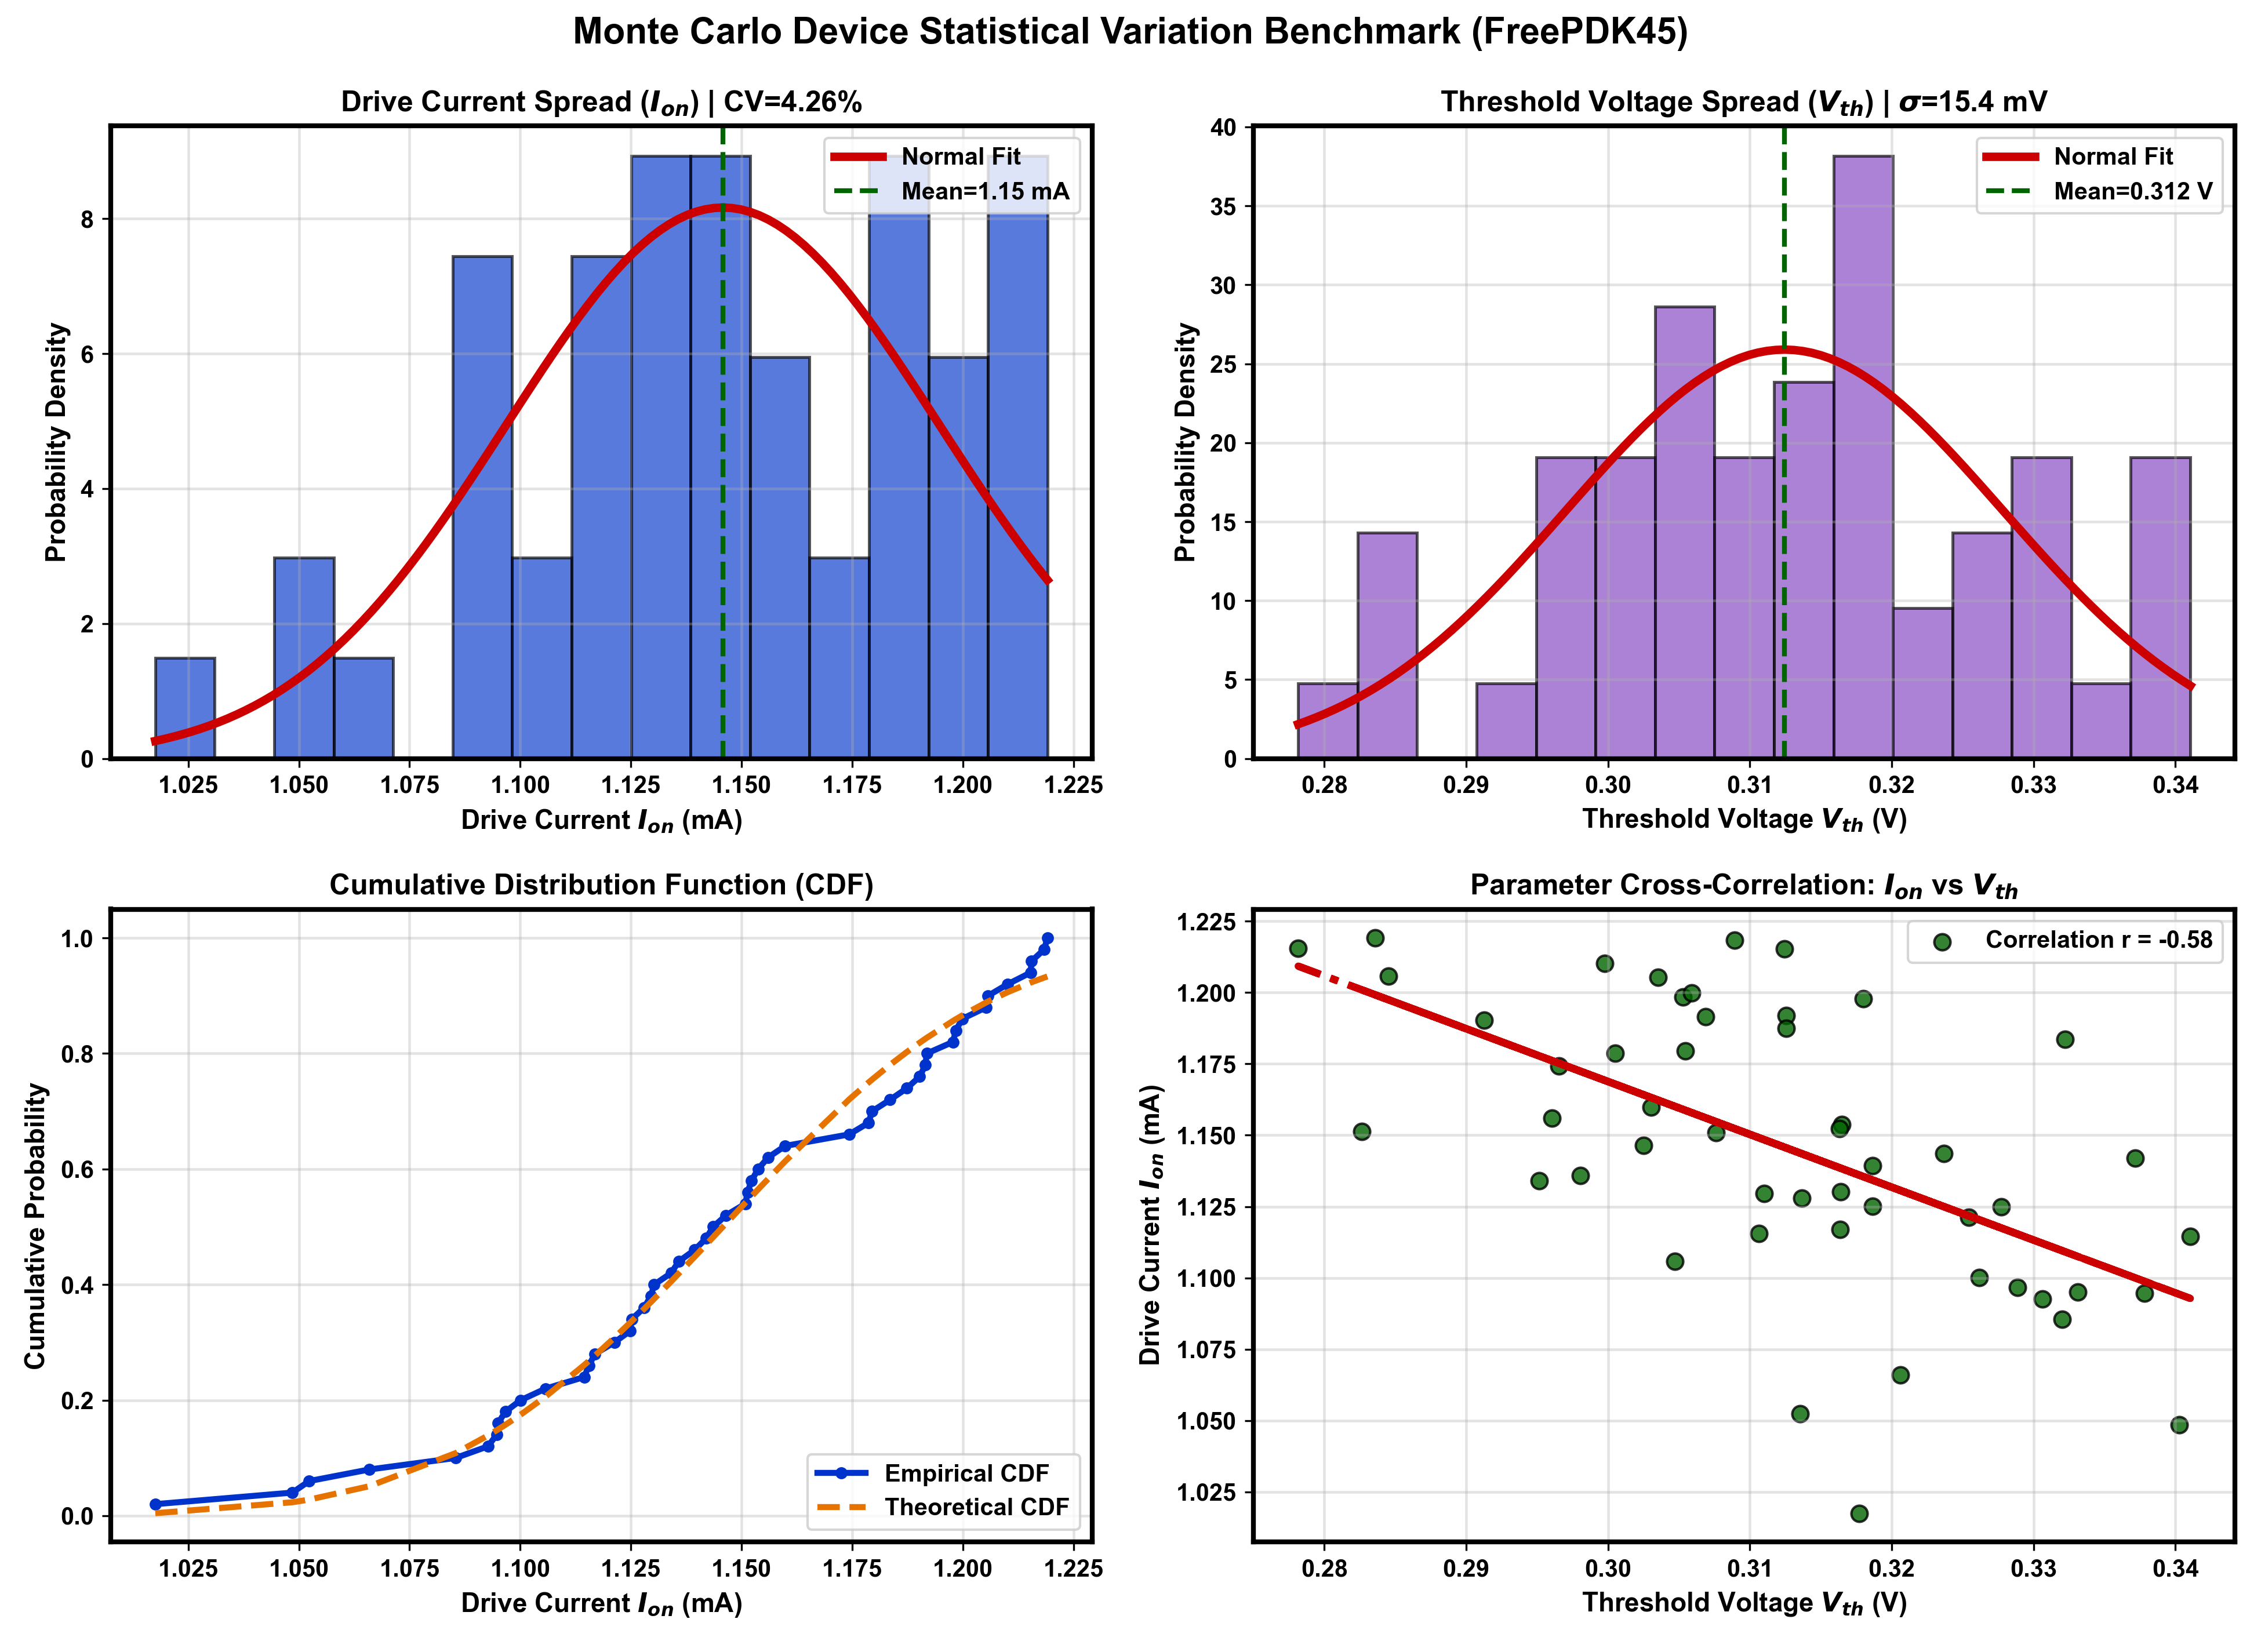 Monte Carlo Device Statistical Variation Benchmark (FreePDK45)
Drive Current Spread (I_on) | CV=4.26%
Normal Fit
Mean=1.15 mA
Probability Density
8
6
4
2
0
1.025 1.050 1.075 1.100 1.125 1.150 1.175 1.200 1.225
Drive Current I_on (mA)
Threshold Voltage Spread (V_th) | σ=15.4 mV
Normal Fit
Mean=0.312 V
Probability Density
40
35
30
25
20
15
10
5
0
0.28 0.29 0.30 0.31 0.32 0.33 0.34
Threshold Voltage V_th (V)
Cumulative Distribution Function (CDF)
Cumulative Probability
1.0
0.8
0.6
0.4
0.2
0.0
Empirical CDF
Theoretical CDF
1.025 1.050 1.075 1.100 1.125 1.150 1.175 1.200 1.225
Drive Current I_on (mA)
Parameter Cross-Correlation: I_on vs V_th
Correlation r = -0.58
Drive Current I_on (mA)
1.225
1.200
1.175
1.150
1.125
1.100
1.075
1.050
1.025
0.28 0.29 0.30 0.31 0.32 0.33 0.34
Threshold Voltage V_th (V)